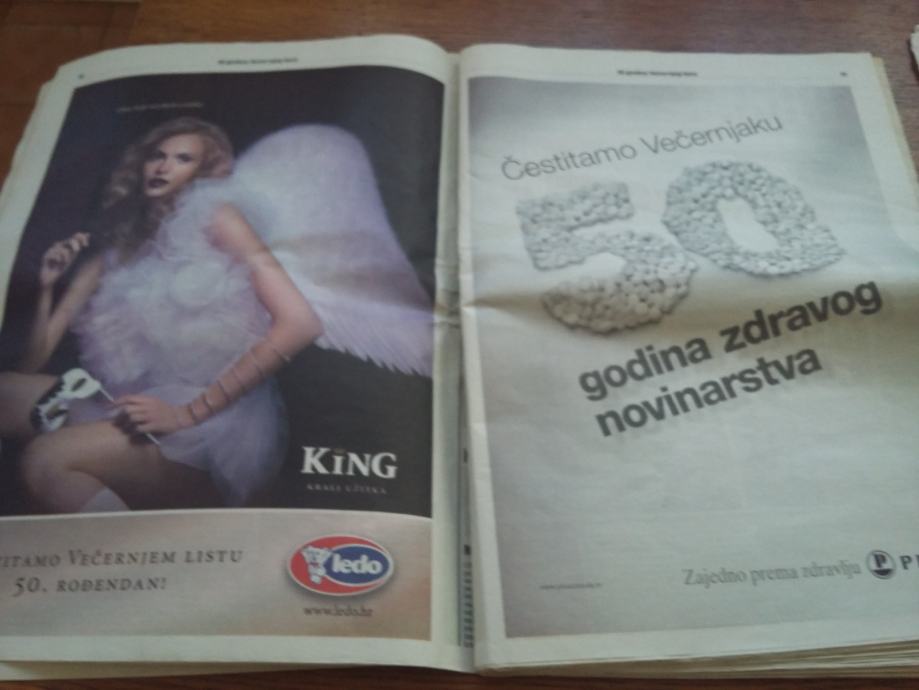 KiNG
KRALJ UŽITKA
TITAMO VEČERNJEM LISTU
50. ROĐENDAN!
ledo
www.ledo.hr
Čestitamo Večernjaku
50
godina zdravog
novinarstva
Zajedno prema zdravlju P P